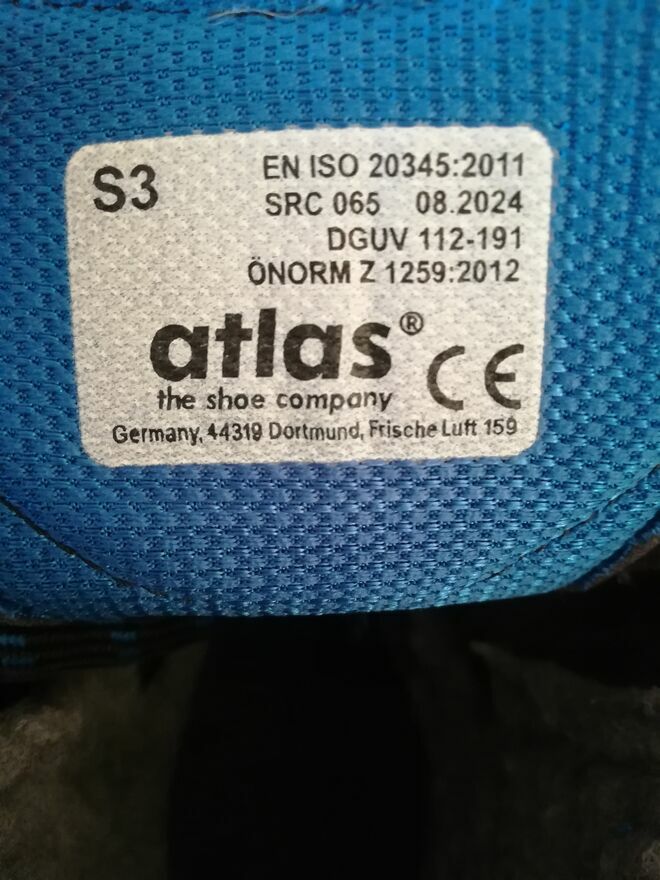 S3
EN ISO 20345:2011
SRC 065 08.2024
DGUV 112-191
ÖNORM Z 1259:2012
atlas®
the shoe company
CE
Germany, 44319 Dortmund, Frische Luft 159